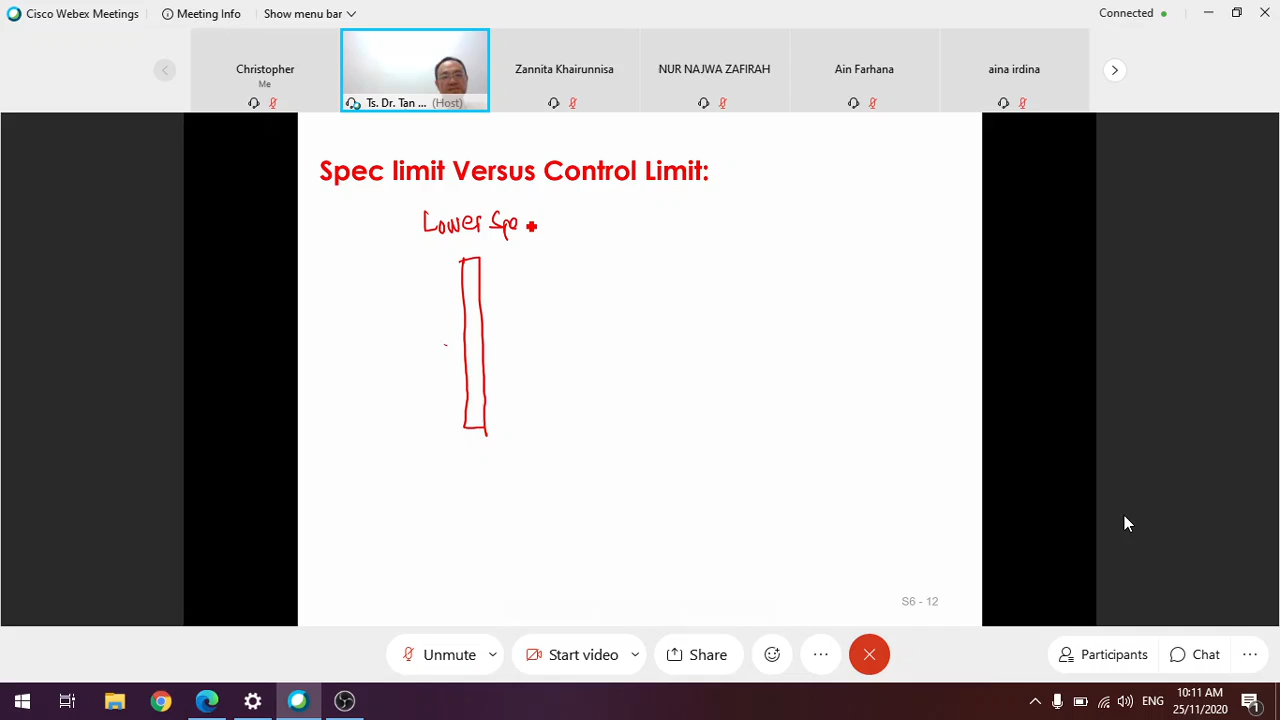 Cisco Webex Meetings
Meeting Info
Show menu bar
Connected
Christopher
Me
Ts. Dr. Tan ... (Host)
Zannita Khairunnisa
NUR NAJWA ZAFIRAH
Ain Farhana
aina irdina
Spec limit Versus Control Limit:
Lower Spe
S6 - 12
Unmute
Start video
Share
Participants
Chat
ENG
10:11 AM
25/11/2020
1